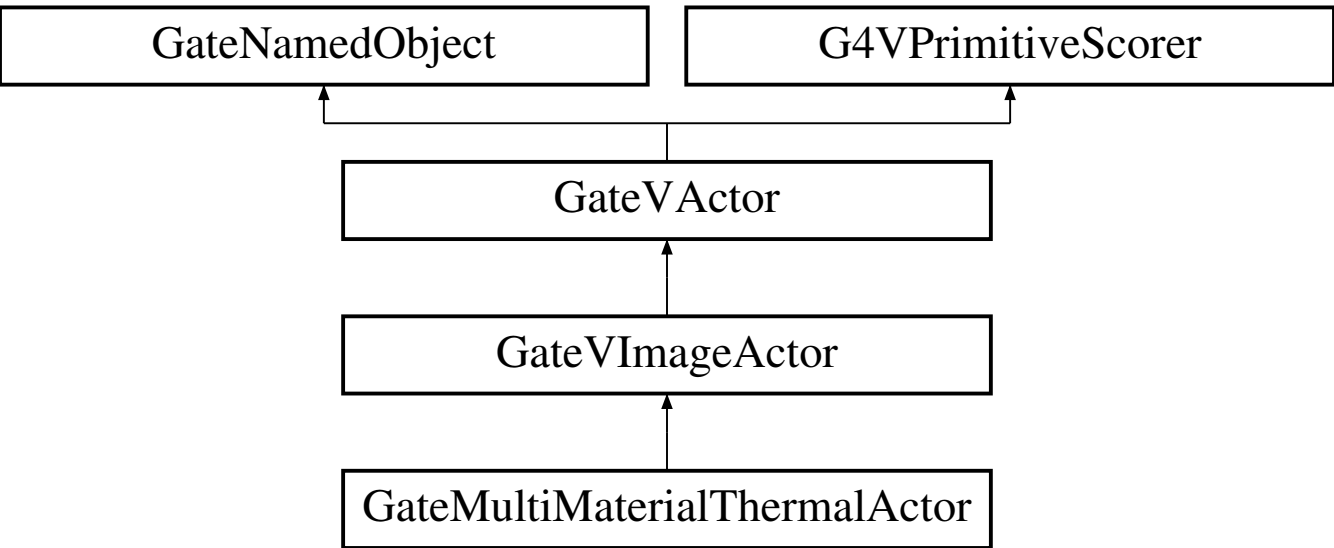 GateNamedObject
G4VPrimitiveScorer
GateVActor
GateVImageActor
GateMultiMaterialThermalActor